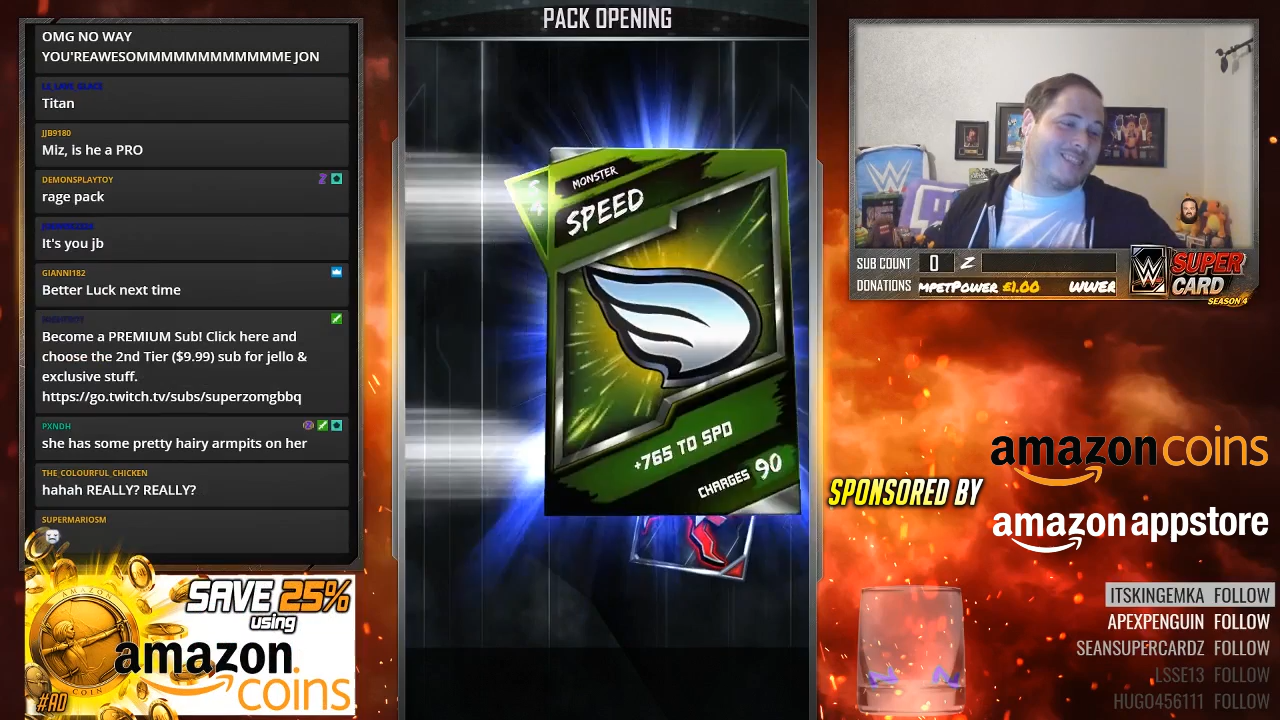 OMG NO WAY
YOU'REAWESOMMMMMMMMMMMME JON
Titan
JJB9180
Miz, is he a PRO
DEMONSPLAYTOY
rage pack
It's you jb
GIANNI182
Better Luck next time
Become a PREMIUM Sub! Click here and
choose the 2nd Tier ($9.99) sub for jello &
exclusive stuff.
https://go.twitch.tv/subs/superzomgbbq
PXNDH
she has some pretty hairy armpits on her
THE_COLOURFUL_CHICKEN
hahah REALLY? REALLY?
SUPERMARIOSM
SAVE 25%
using
amazon
coins
#AD
AMAZON
COIN
PACK OPENING
MONSTER
SPEED
+765 TO SPD
CHARGES 90
SUB COUNT 0 Z
DONATIONS MPETPOWER £1.00 WWER
W
SUPER
CARD
SEASON 4
SPONSORED BY
amazon coins
amazon appstore
ITSKINGEMKA FOLLOW
APEXPENGUIN FOLLOW
SEANSUPERCARDZ FOLLOW
LSSE13 FOLLOW
HUGO456111 FOLLOW